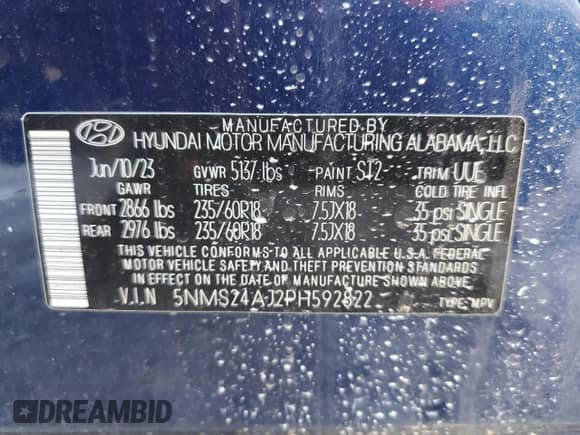 MANUFACTURED BY
HYUNDAI MOTOR MANUFACTURING ALABAMA, LLC
Jun/10/23 GVWR 5137 lbs PAINT ST2 TRIM UUE
GAWR TIRES RIMS COLD TIRE INFL
FRONT 2866 lbs 235/60R18 7.5JX18 35 psi SINGLE
REAR 2976 lbs 235/60R18 7.5JX18 35 psi SINGLE
THIS VEHICLE CONFORMS TO ALL APPLICABLE U.S.A. FEDERAL
MOTOR VEHICLE SAFETY AND THEFT PREVENTION STANDARDS
IN EFFECT ON THE DATE OF MANUFACTURE SHOWN ABOVE.
V.I.N 5NMS24AJ2PH592822 TYPE: MPV
DREAMBID